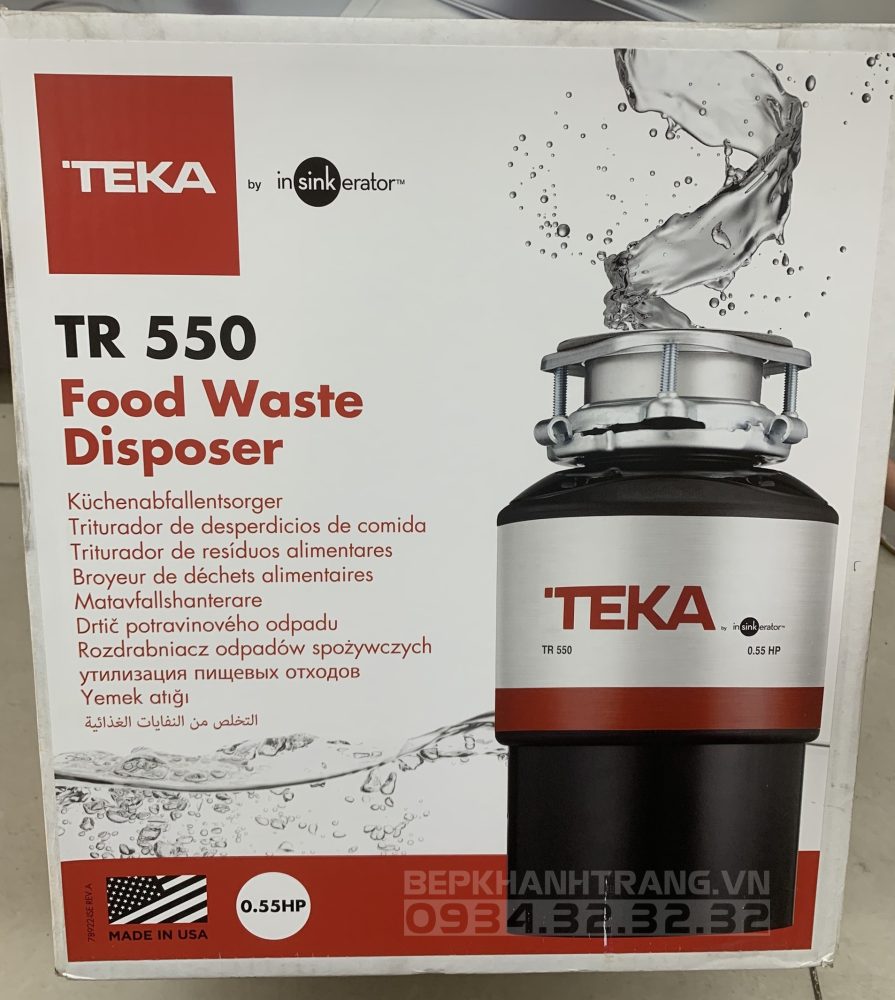 TEKA by insinkerator™
TR 550
Food Waste
Disposer
Küchenabfallentsorger
Triturador de desperdicios de comida
Triturador de resíduos alimentares
Broyeur de déchets alimentaires
Matavfallshanterare
Drtič potravinového odpadu
Rozdrabniacz odpadów spożywczych
утилизация пищевых отходов
Yemek atığı
التخلص من النفايات الغذائية
TEKA by insinkerator™
TR 550 0.55 HP
MADE IN USA
0.55HP
BEPKHANHTRANG.VN
0934.32.32.32